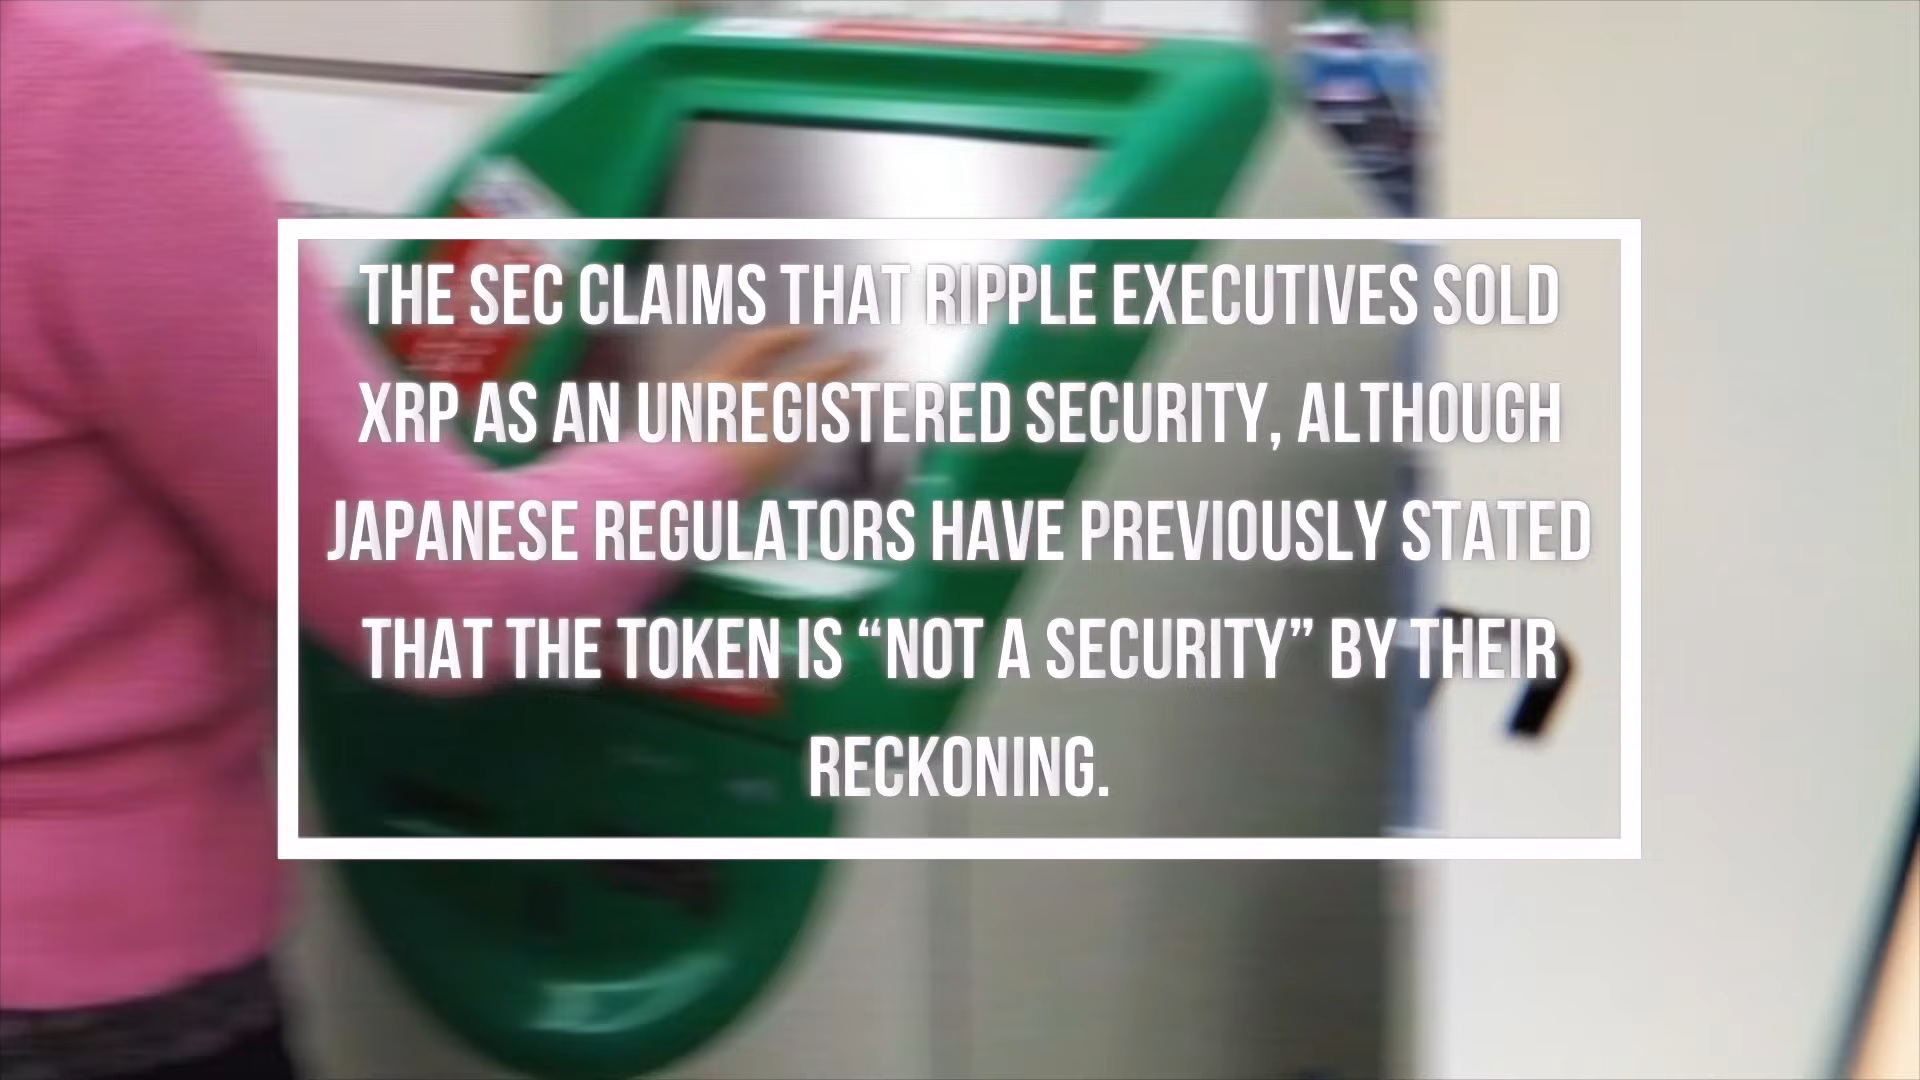 THE SEC CLAIMS THAT RIPPLE EXECUTIVES SOLD
XRP AS AN UNREGISTERED SECURITY, ALTHOUGH
JAPANESE REGULATORS HAVE PREVIOUSLY STATED
THAT THE TOKEN IS “NOT A SECURITY” BY THEIR
RECKONING.